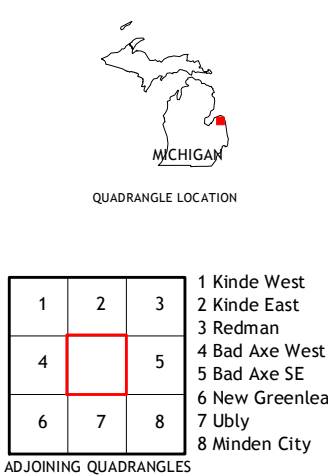 MICHIGAN
QUADRANGLE LOCATION
1 2 3
4 5
6 7 8
1 Kinde West
2 Kinde East
3 Redman
4 Bad Axe West
5 Bad Axe SE
6 New Greenlea
7 Ubly
8 Minden City
ADJOINING QUADRANGLES